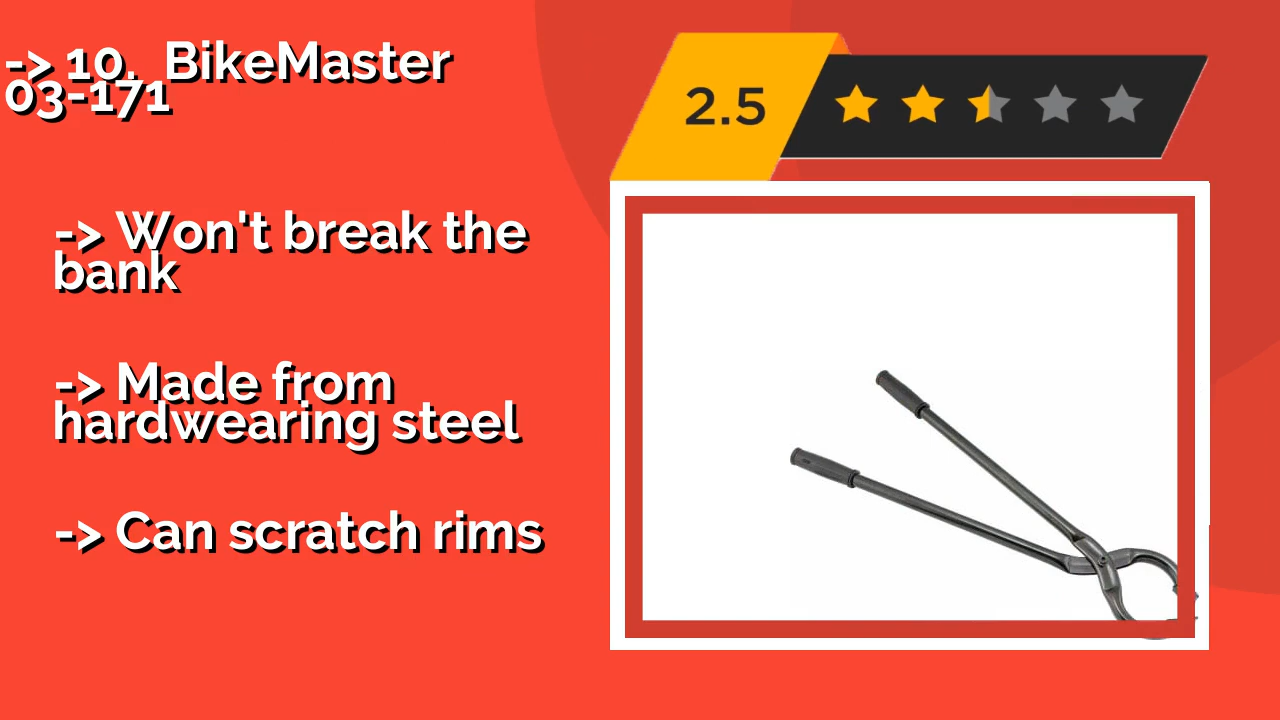 -> 10.  BikeMaster
03-171
2.5
-> Won't break the
bank
-> Made from
hardwearing steel
-> Can scratch rims